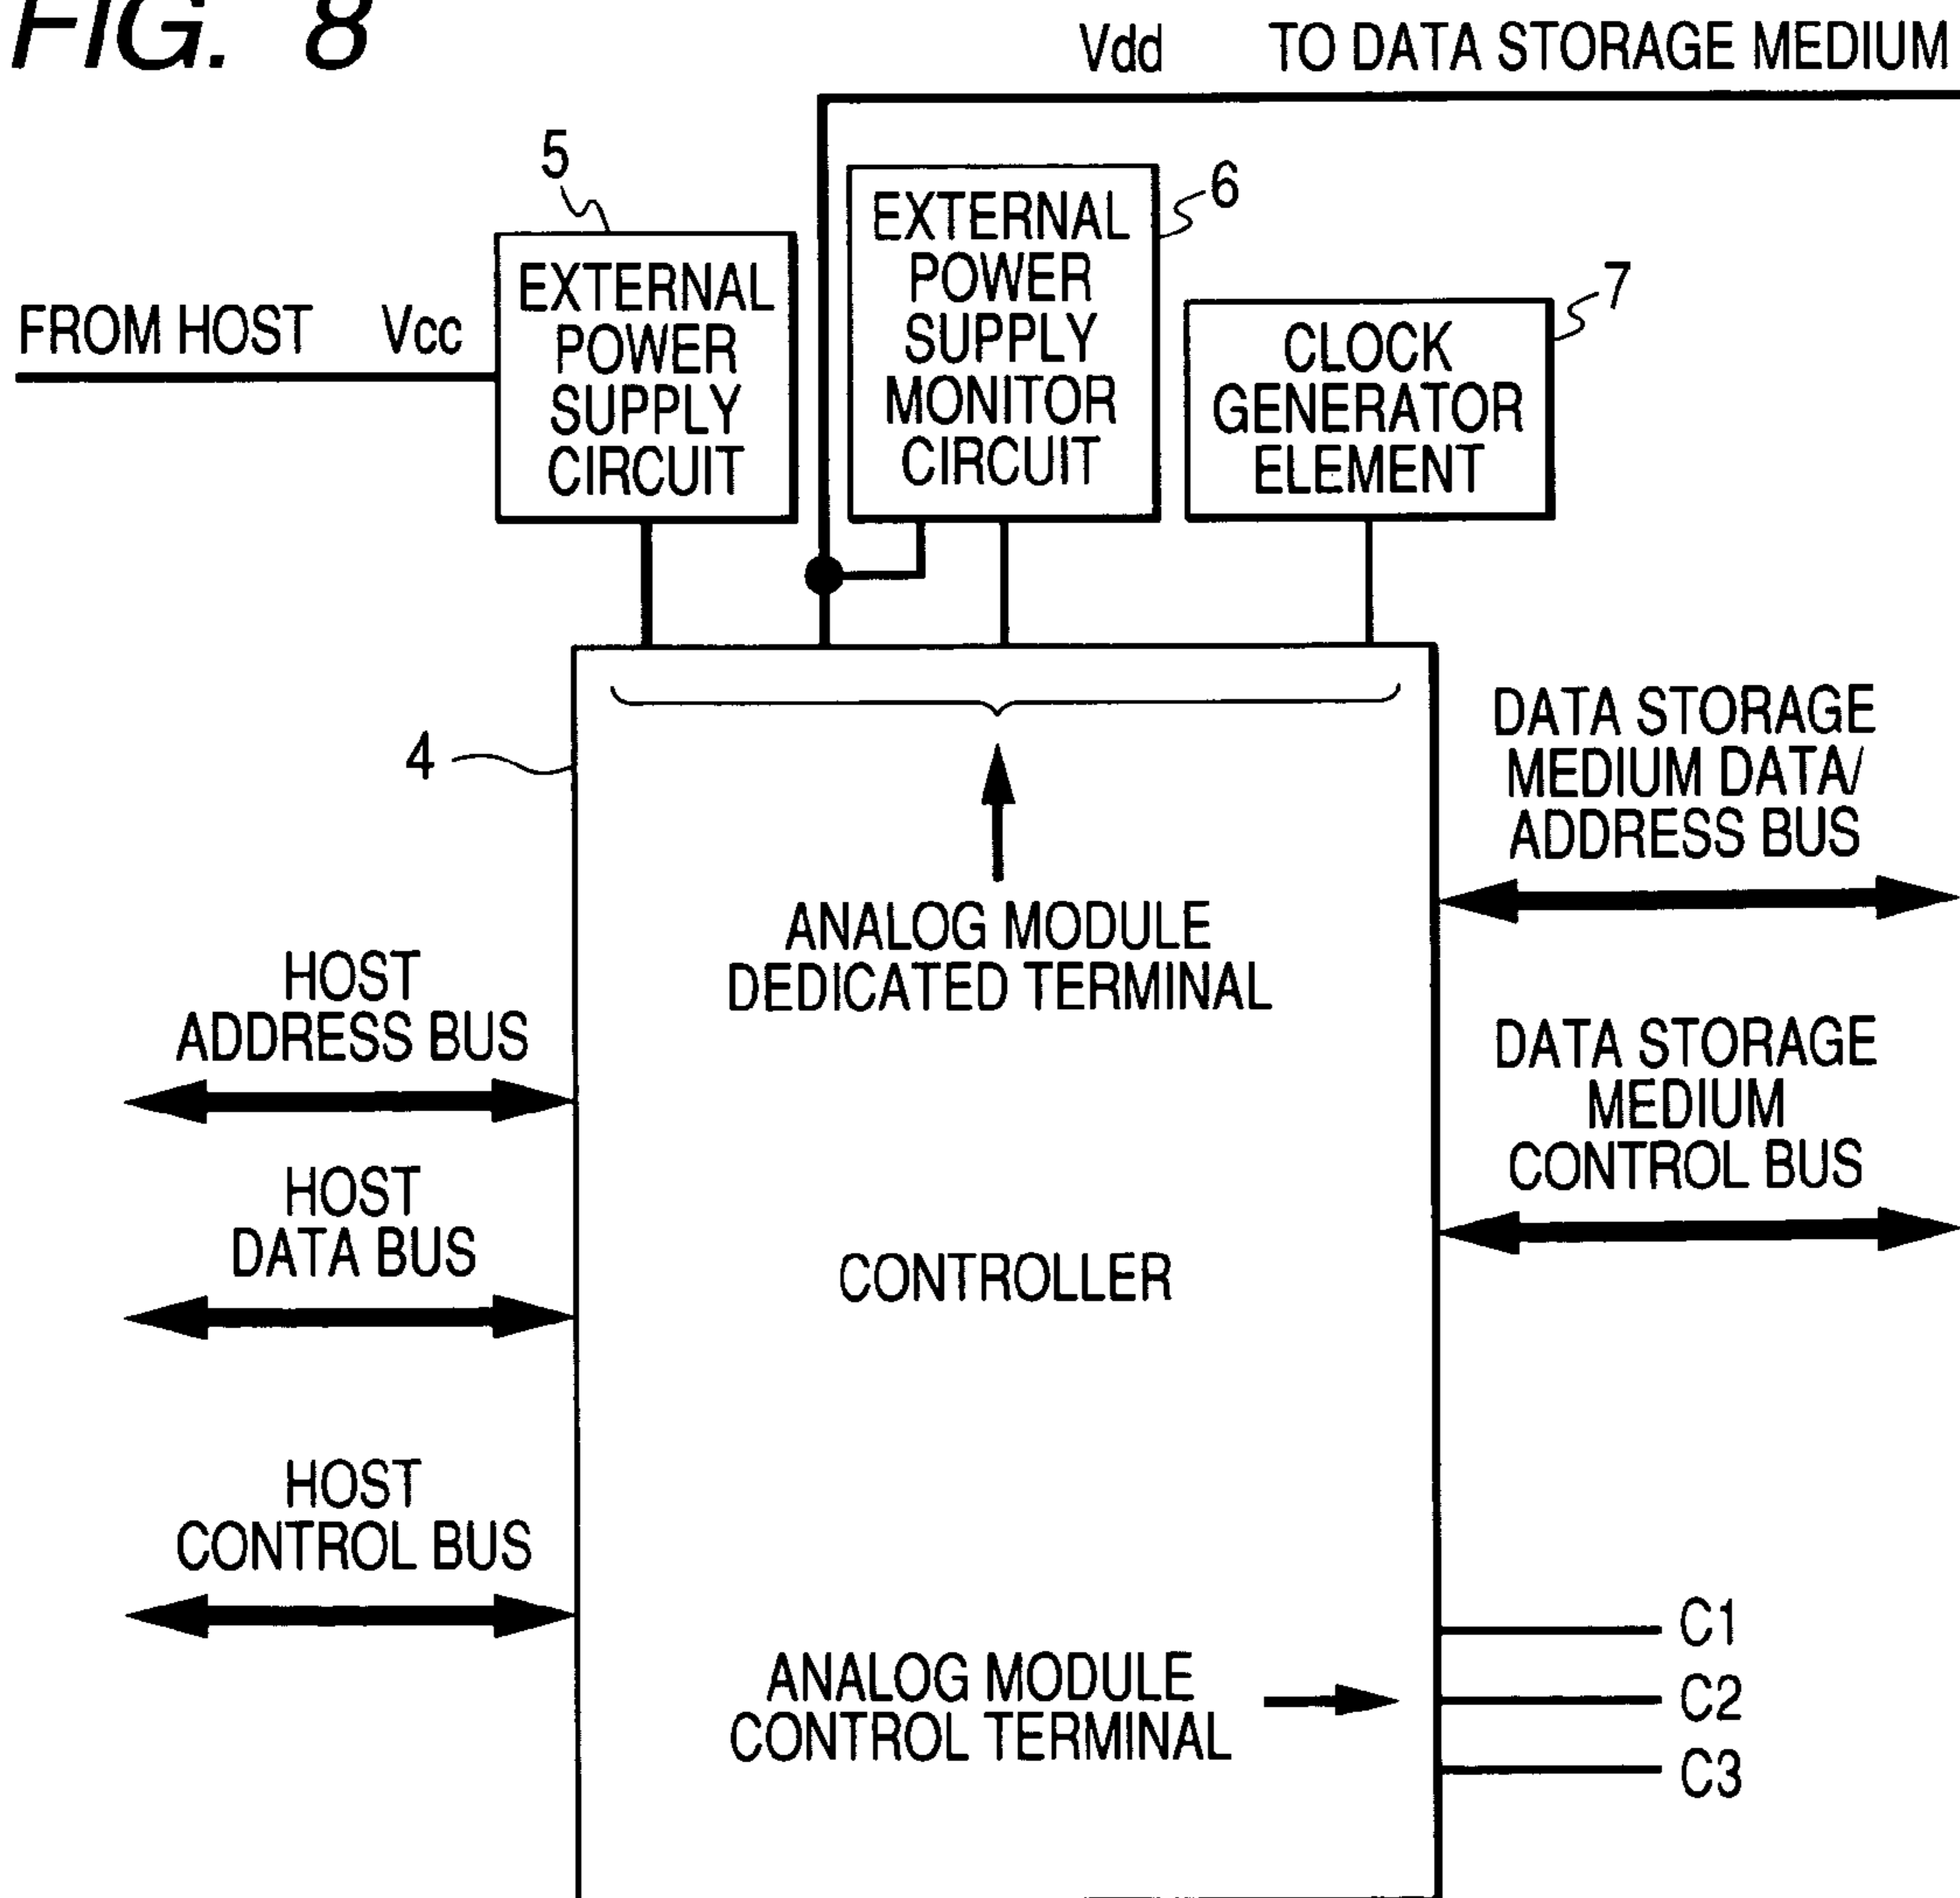 FIG. 8
Vdd TO DATA STORAGE MEDIUM
5
6
EXTERNAL
POWER
SUPPLY
MONITOR
CIRCUIT
7
FROM HOST Vcc
EXTERNAL
POWER
SUPPLY
CIRCUIT
CLOCK
GENERATOR
ELEMENT
4
ANALOG MODULE
DEDICATED TERMINAL
DATA STORAGE
MEDIUM DATA/
ADDRESS BUS
HOST
ADDRESS BUS
DATA STORAGE
MEDIUM
CONTROL BUS
HOST
DATA BUS
CONTROLLER
HOST
CONTROL BUS
ANALOG MODULE
CONTROL TERMINAL
C1
C2
C3